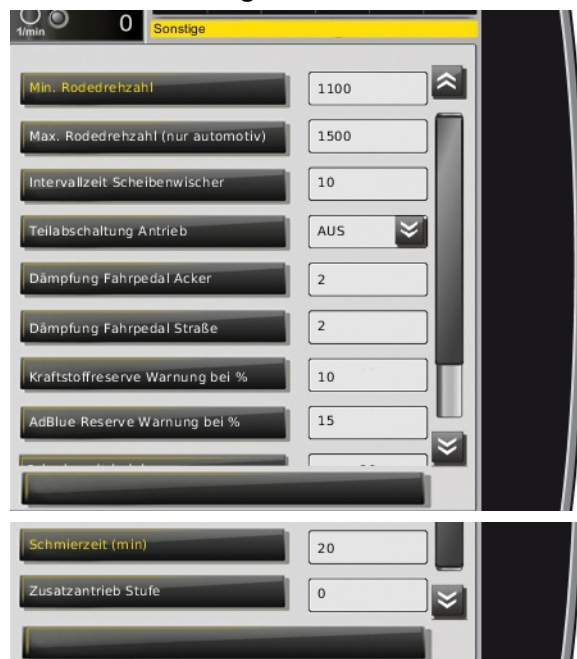 1/min 0 Sonstige
Min. Rodedrehzahl 1100
Max. Rodedrehzahl (nur automotiv) 1500
Intervallzeit Scheibenwischer 10
Teilabschaltung Antrieb AUS
Dämpfung Fahrpedal Acker 2
Dämpfung Fahrpedal Straße 2
Kraftstoffreserve Warnung bei % 10
AdBlue Reserve Warnung bei % 15
Schmierzeit (min) 20
Zusatzantrieb Stufe 0